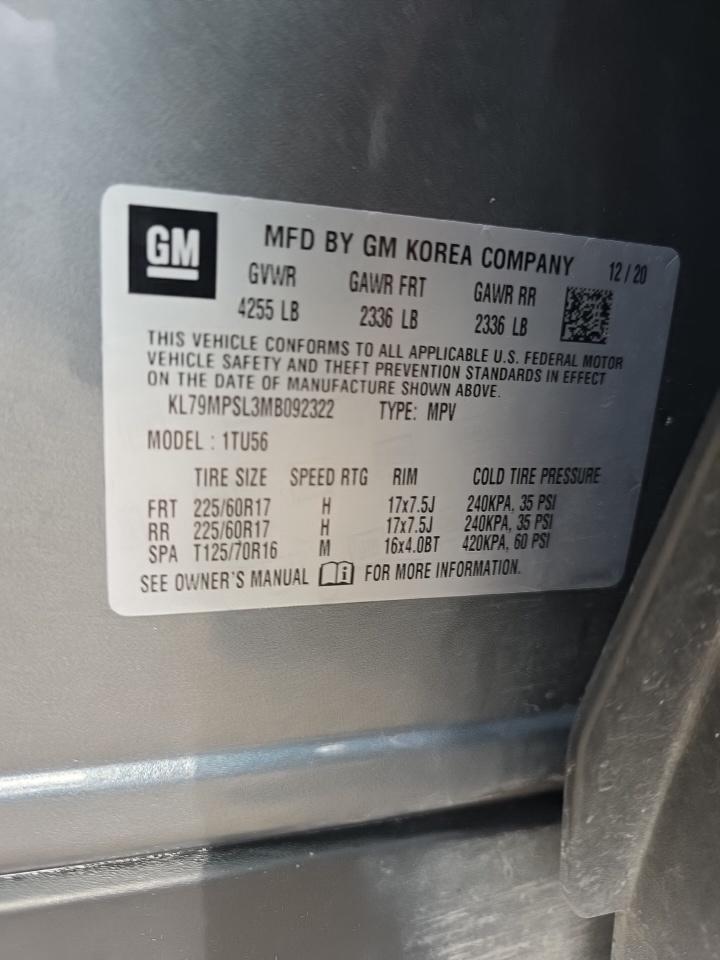 GM
MFD BY GM KOREA COMPANY 12/20
GVWR GAWR FRT GAWR RR
4255 LB 2336 LB 2336 LB
THIS VEHICLE CONFORMS TO ALL APPLICABLE U.S. FEDERAL MOTOR
VEHICLE SAFETY AND THEFT PREVENTION STANDARDS IN EFFECT
ON THE DATE OF MANUFACTURE SHOWN ABOVE.
KL79MPSL3MB092322 TYPE: MPV
MODEL : 1TU56
TIRE SIZE SPEED RTG RIM COLD TIRE PRESSURE
FRT 225/60R17 H 17x7.5J 240KPA, 35 PSI
RR 225/60R17 H 17x7.5J 240KPA, 35 PSI
SPA T125/70R16 M 16x4.0BT 420KPA, 60 PSI
SEE OWNER'S MANUAL i FOR MORE INFORMATION.